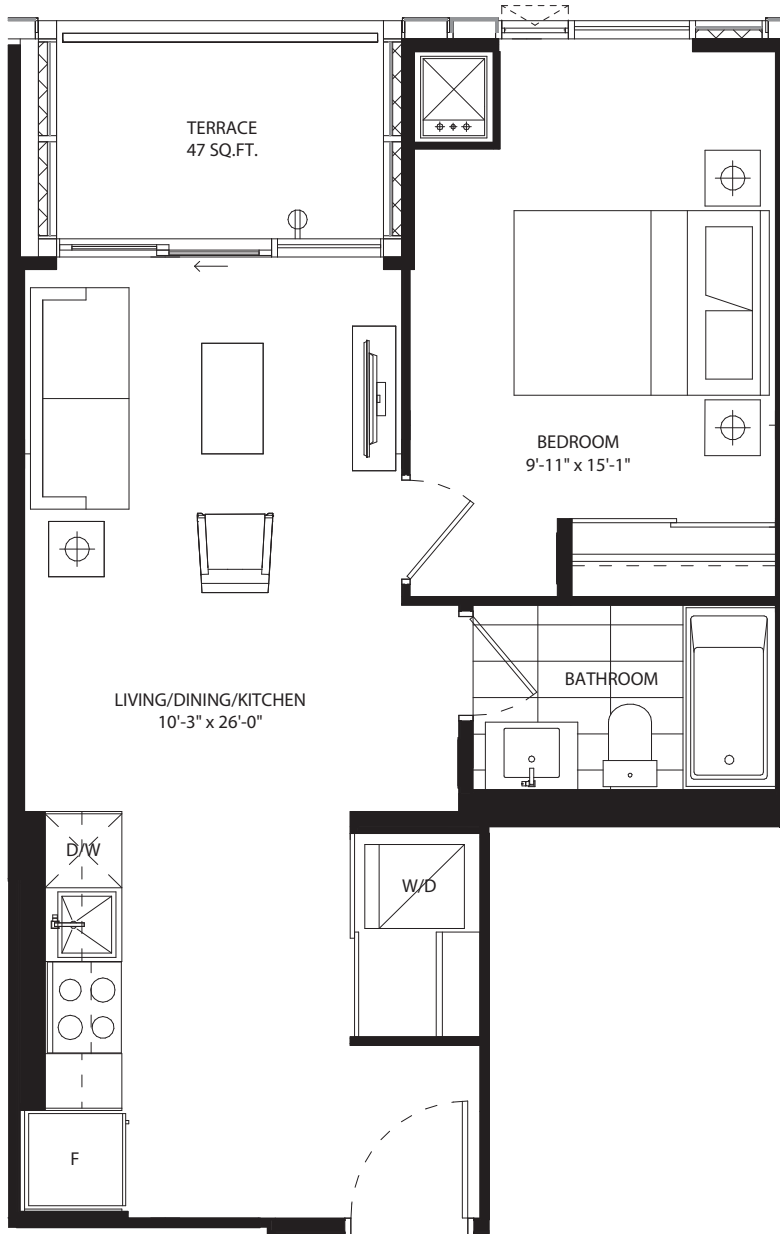 TERRACE
47 SQ.FT.
BEDROOM
9'-11" x 15'-1"
BATHROOM
LIVING/DINING/KITCHEN
10'-3" x 26'-0"
D/W
W/D
F